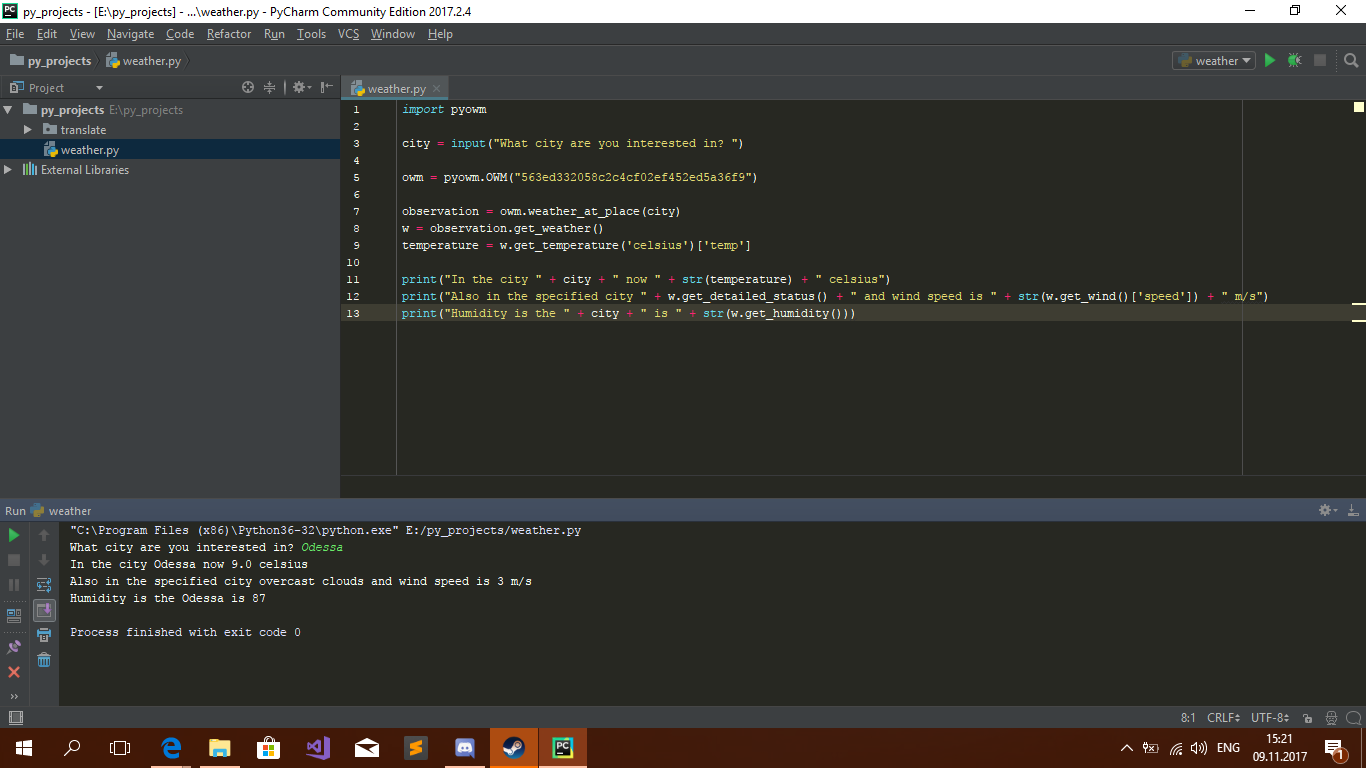 py_projects - [E:\py_projects] - ...\weather.py - PyCharm Community Edition 2017.2.4
File Edit View Navigate Code Refactor Run Tools VCS Window Help
py_projects weather.py weather
Project weather.py
py_projects E:\py_projects
translate
weather.py
External Libraries
1 import pyowm
2
3 city = input("What city are you interested in? ")
4
5 owm = pyowm.OWM("563ed332058c2c4cf02ef452ed5a36f9")
6
7 observation = owm.weather_at_place(city)
8 w = observation.get_weather()
9 temperature = w.get_temperature('celsius')['temp']
10
11 print("In the city " + city + " now " + str(temperature) + " celsius")
12 print("Also in the specified city " + w.get_detailed_status() + " and wind speed is " + str(w.get_wind()['speed']) + " m/s")
13 print("Humidity is the " + city + " is " + str(w.get_humidity()))
Run weather
"C:\Program Files (x86)\Python36-32\python.exe" E:/py_projects/weather.py
What city are you interested in? Odessa
In the city Odessa now 9.0 celsius
Also in the specified city overcast clouds and wind speed is 3 m/s
Humidity is the Odessa is 87
Process finished with exit code 0
8:1 CRLF UTF-8
ENG
15:21
09.11.2017
1